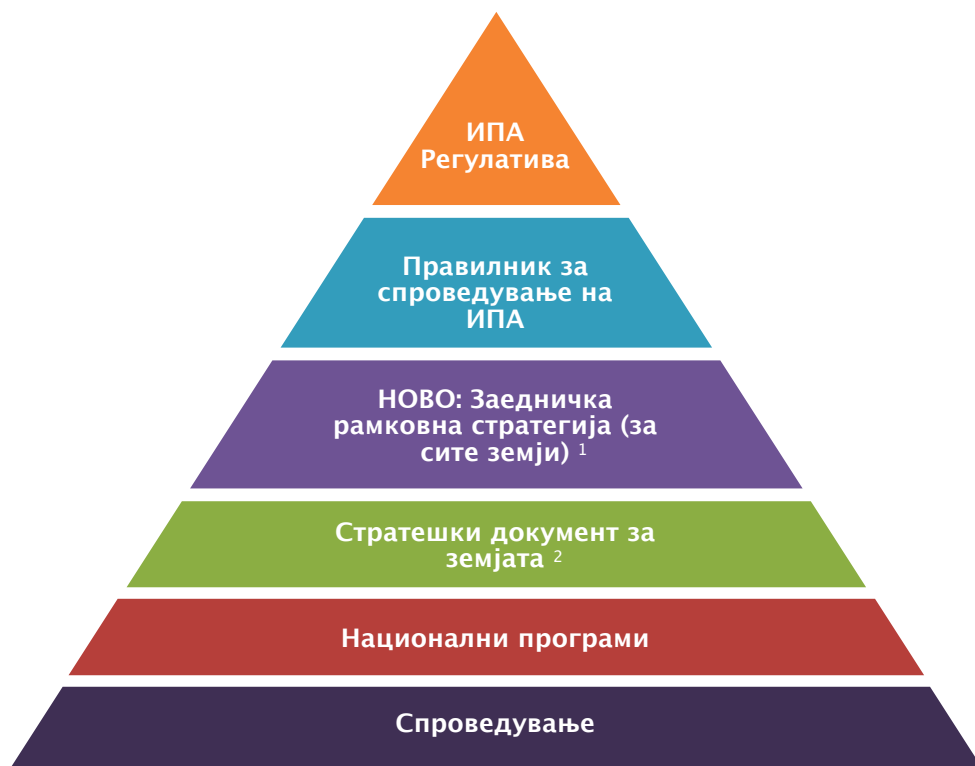 ИПА
Регулатива
Правилник за
спроведување на
ИПА
НОВО: Заедничка
рамковна стратегија (за
сите земји) 1
Стратешки документ за
земјата 2
Национални програми
Спроведување